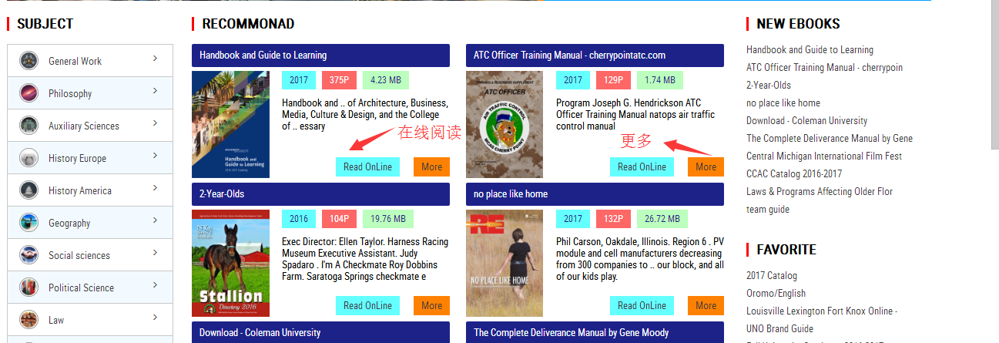 SUBJECT
General Work
Philosophy
Auxiliary Sciences
History Europe
History America
Geography
Social sciences
Political Science
Law
RECOMMONAD
Handbook and Guide to Learning
2017
375P
4.23 MB
Handbook and .. of Architecture, Business,
Media, Culture & Design, and the College
of .. essary
在线阅读
Read OnLine
More
Handbook and
Guide to Learning
ATC Officer Training Manual - cherrypointatc.com
2017
129P
1.74 MB
Program Joseph G. Hendrickson ATC
Officer Training Manual natops air traffic
control manual
更多
Read OnLine
More
TRAINING & READINESS SUPPLEMENT
ATC OFFICER
AIR TRAFFIC CONTROL
MCAS CHERRY POINT
2-Year-Olds
2016
104P
19.76 MB
Exec Director: Ellen Taylor. Harness Racing
Museum Executive Assistant. Judy
Spadaro . I'm A Checkmate Roy Dobbins
Farm. Saratoga Springs checkmate e
Read OnLine
More
Stallion
Directory 2016
no place like home
2017
132P
26.72 MB
Phil Carson, Oakdale, Illinois. Region 6 . PV
module and cell manufacturers decreasing
from 300 companies to .. our block, and all
of our kids play.
Read OnLine
More
RE
NO PLACE LIKE HOME
Download - Coleman University
The Complete Deliverance Manual by Gene Moody
NEW EBOOKS
Handbook and Guide to Learning
ATC Officer Training Manual - cherrypoin
2-Year-Olds
no place like home
Download - Coleman University
The Complete Deliverance Manual by Gene
Central Michigan International Film Fest
CCAC Catalog 2016-2017
Laws & Programs Affecting Older Flor
team guide
FAVORITE
2017 Catalog
Oromo/English
Louisville Lexington Fort Knox Online -
UNO Brand Guide